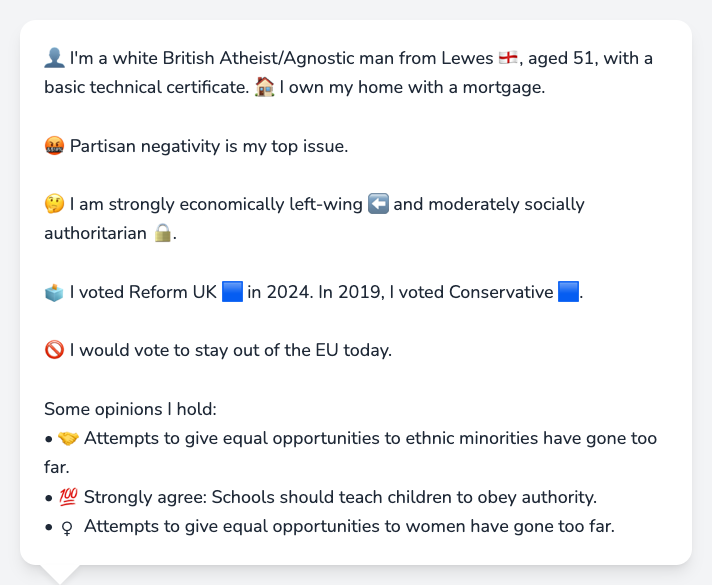 👤 I'm a white British Atheist/Agnostic man from Lewes 🏴󠁧󠁢󠁥󠁮󠁧󠁿, aged 51, with a
basic technical certificate. 🏠 I own my home with a mortgage.
🤬 Partisan negativity is my top issue.
🤔 I am strongly economically left-wing ⬅️ and moderately socially
authoritarian 🔒.
🗳️ I voted Reform UK 🟦 in 2024. In 2019, I voted Conservative 🟦.
🚫 I would vote to stay out of the EU today.
Some opinions I hold:
• 🤝 Attempts to give equal opportunities to ethnic minorities have gone too
far.
• 💯 Strongly agree: Schools should teach children to obey authority.
• ♀ Attempts to give equal opportunities to women have gone too far.